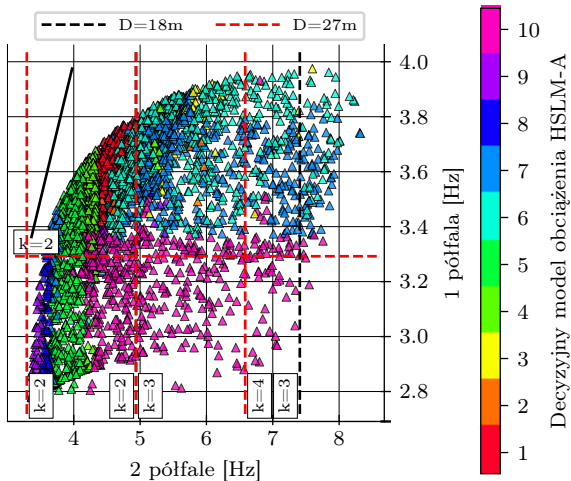 D=18m
D=27m
k=2
k=2
k=2
k=3
k=4
k=3
4.0
3.8
3.6
3.4
3.2
3.0
2.8
1 półfala [Hz]
4
5
6
7
8
2 półfale [Hz]
10
9
8
7
6
5
4
3
2
1
Decyzyjny model obciążenia HSLM-A